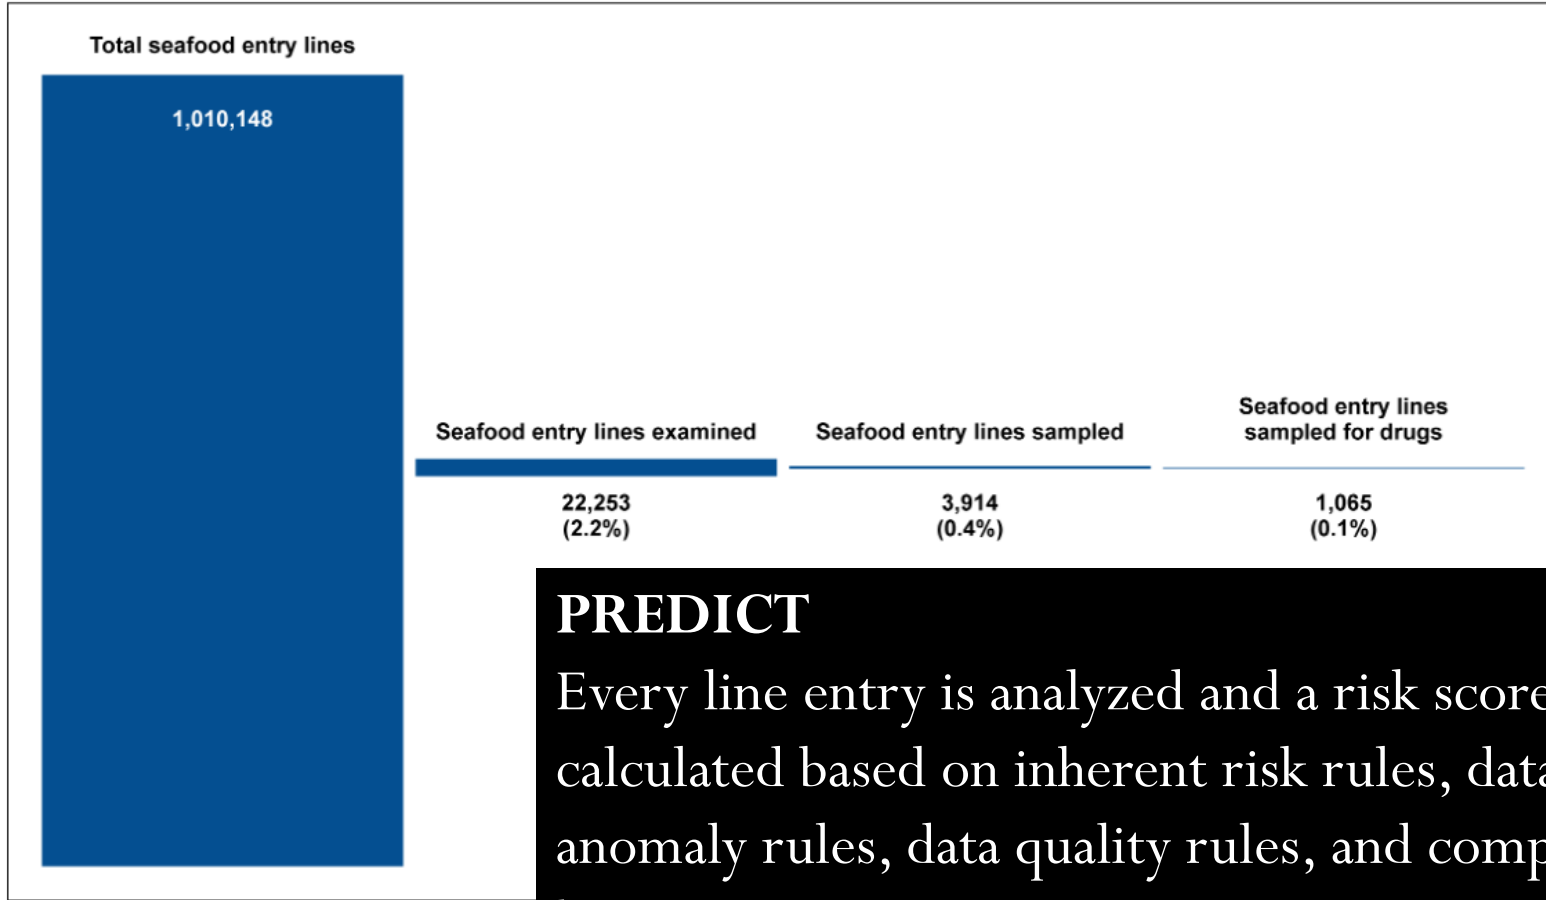 Total seafood entry lines
1,010,148
Seafood entry lines examined
22,253
(2.2%)
Seafood entry lines sampled
3,914
(0.4%)
Seafood entry lines
sampled for drugs
1,065
(0.1%)
PREDICT
Every line entry is analyzed and a risk score
calculated based on inherent risk rules, data
anomaly rules, data quality rules, and comp